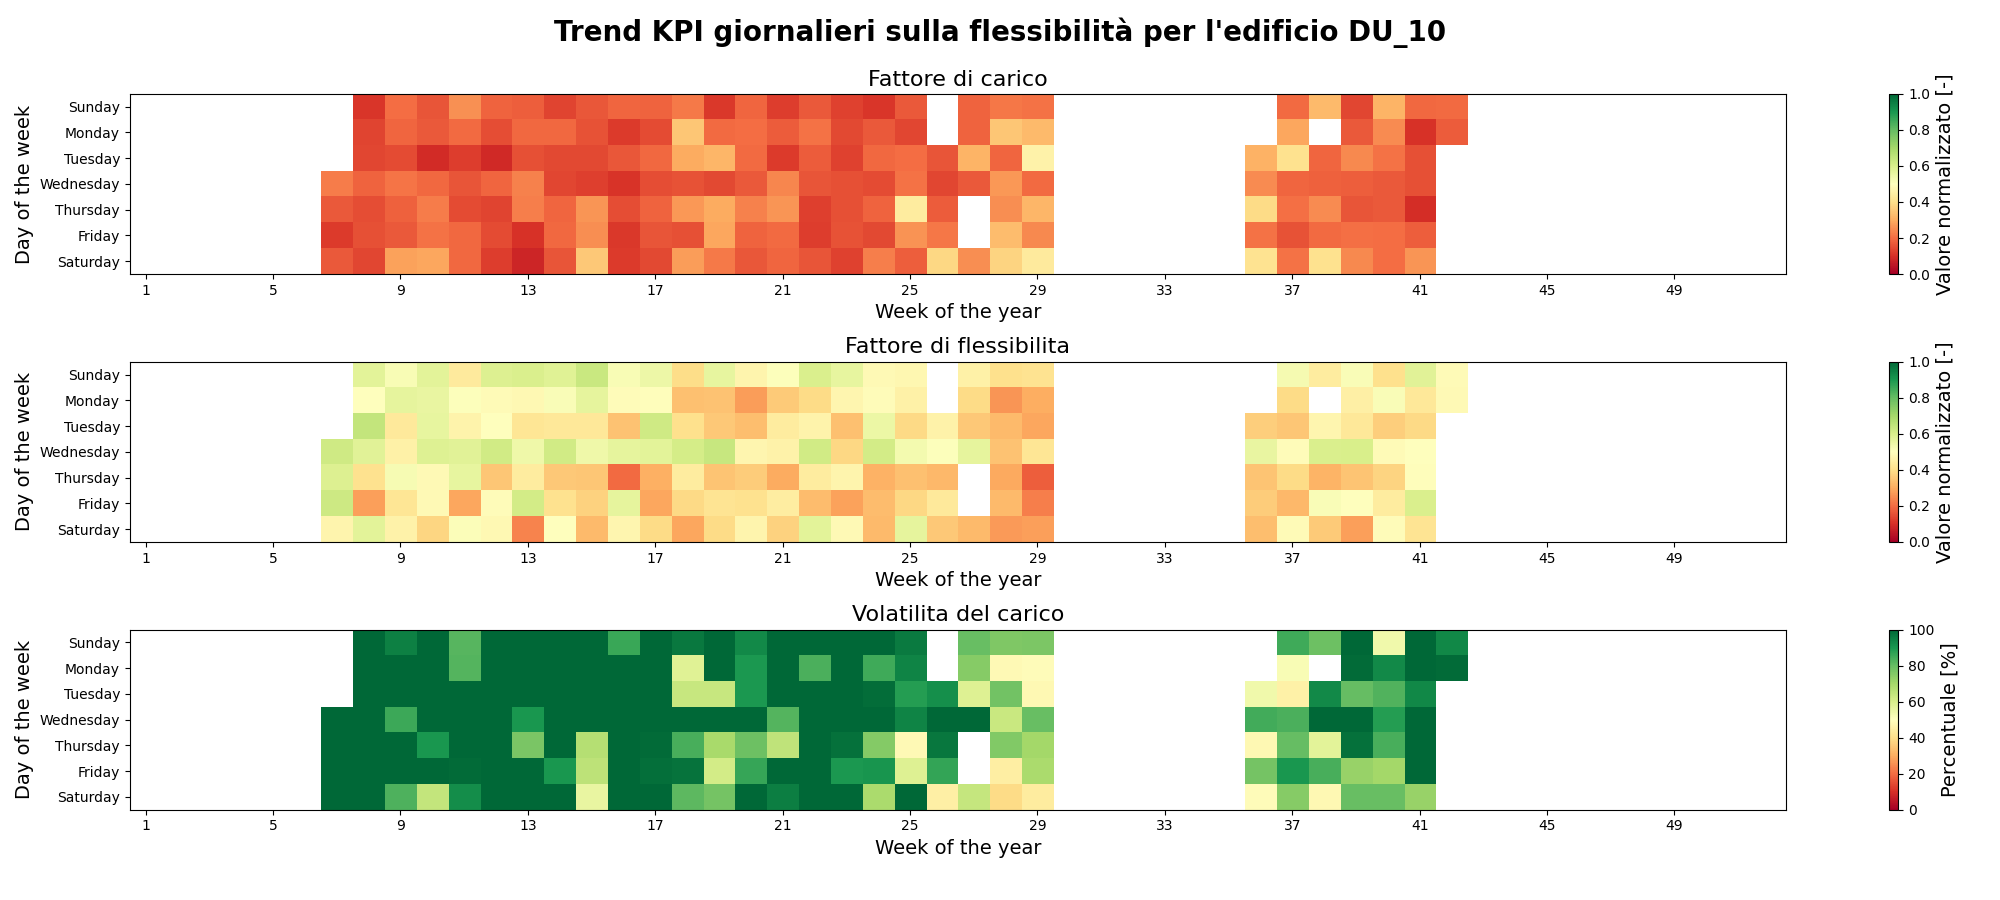 Trend KPI giornalieri sulla flessibilità per l'edificio DU_10
Fattore di carico
Day of the week
Sunday
Monday
Tuesday
Wednesday
Thursday
Friday
Saturday
1 5 9 13 17 21 25 29 33 37 41 45 49
Week of the year
1.0
0.8
0.6
0.4
0.2
0.0
Valore normalizzato [-]
Fattore di flessibilita
Day of the week
Sunday
Monday
Tuesday
Wednesday
Thursday
Friday
Saturday
1 5 9 13 17 21 25 29 33 37 41 45 49
Week of the year
1.0
0.8
0.6
0.4
0.2
0.0
Valore normalizzato [-]
Volatilita del carico
Day of the week
Sunday
Monday
Tuesday
Wednesday
Thursday
Friday
Saturday
1 5 9 13 17 21 25 29 33 37 41 45 49
Week of the year
100
80
60
40
20
0
Percentuale [%]